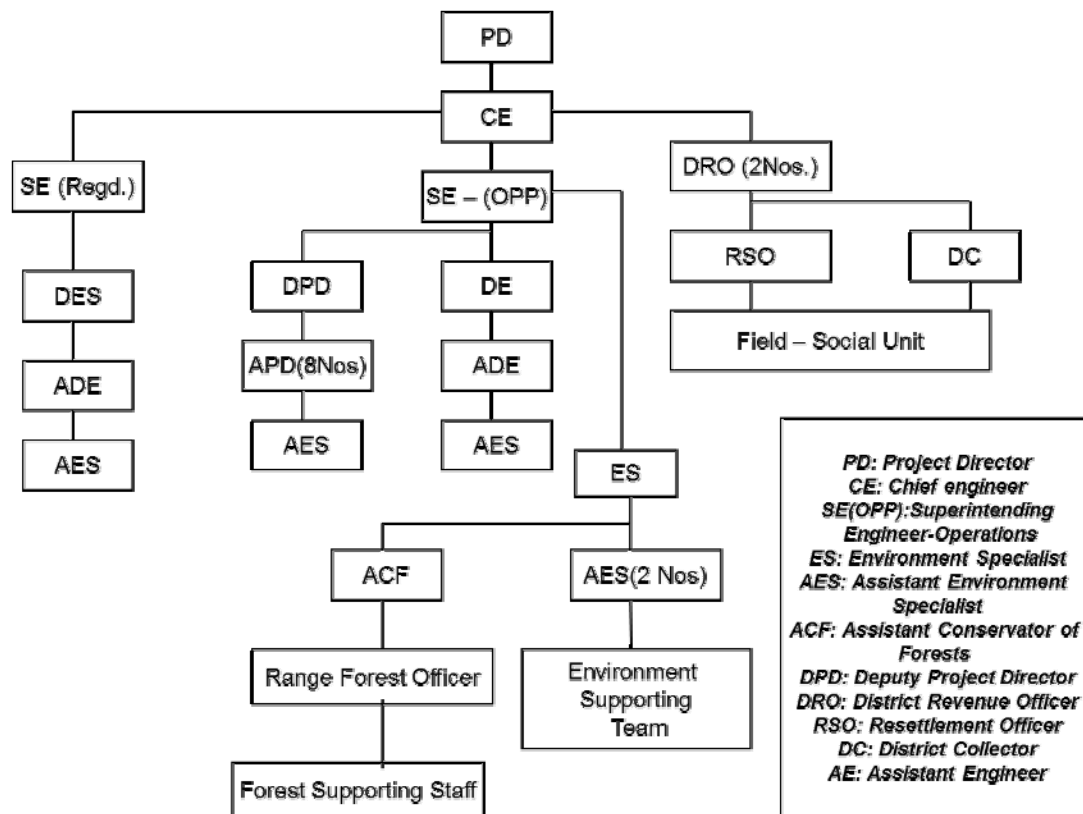 PD
CE
SE (Regd.)
DRO (2Nos.)
SE – (OPP)
RSO
DC
DES
DPD
DE
Field – Social Unit
ADE
APD(8Nos)
ADE
AES
AES
AES
ES
ACF
AES(2 Nos)
Range Forest Officer
Environment
Supporting
Team
Forest Supporting Staff
PD: Project Director
CE: Chief engineer
SE(OPP):Superintending
Engineer-Operations
ES: Environment Specialist
AES: Assistant Environment
Specialist
ACF: Assistant Conservator of
Forests
DPD: Deputy Project Director
DRO: District Revenue Officer
RSO: Resettlement Officer
DC: District Collector
AE: Assistant Engineer